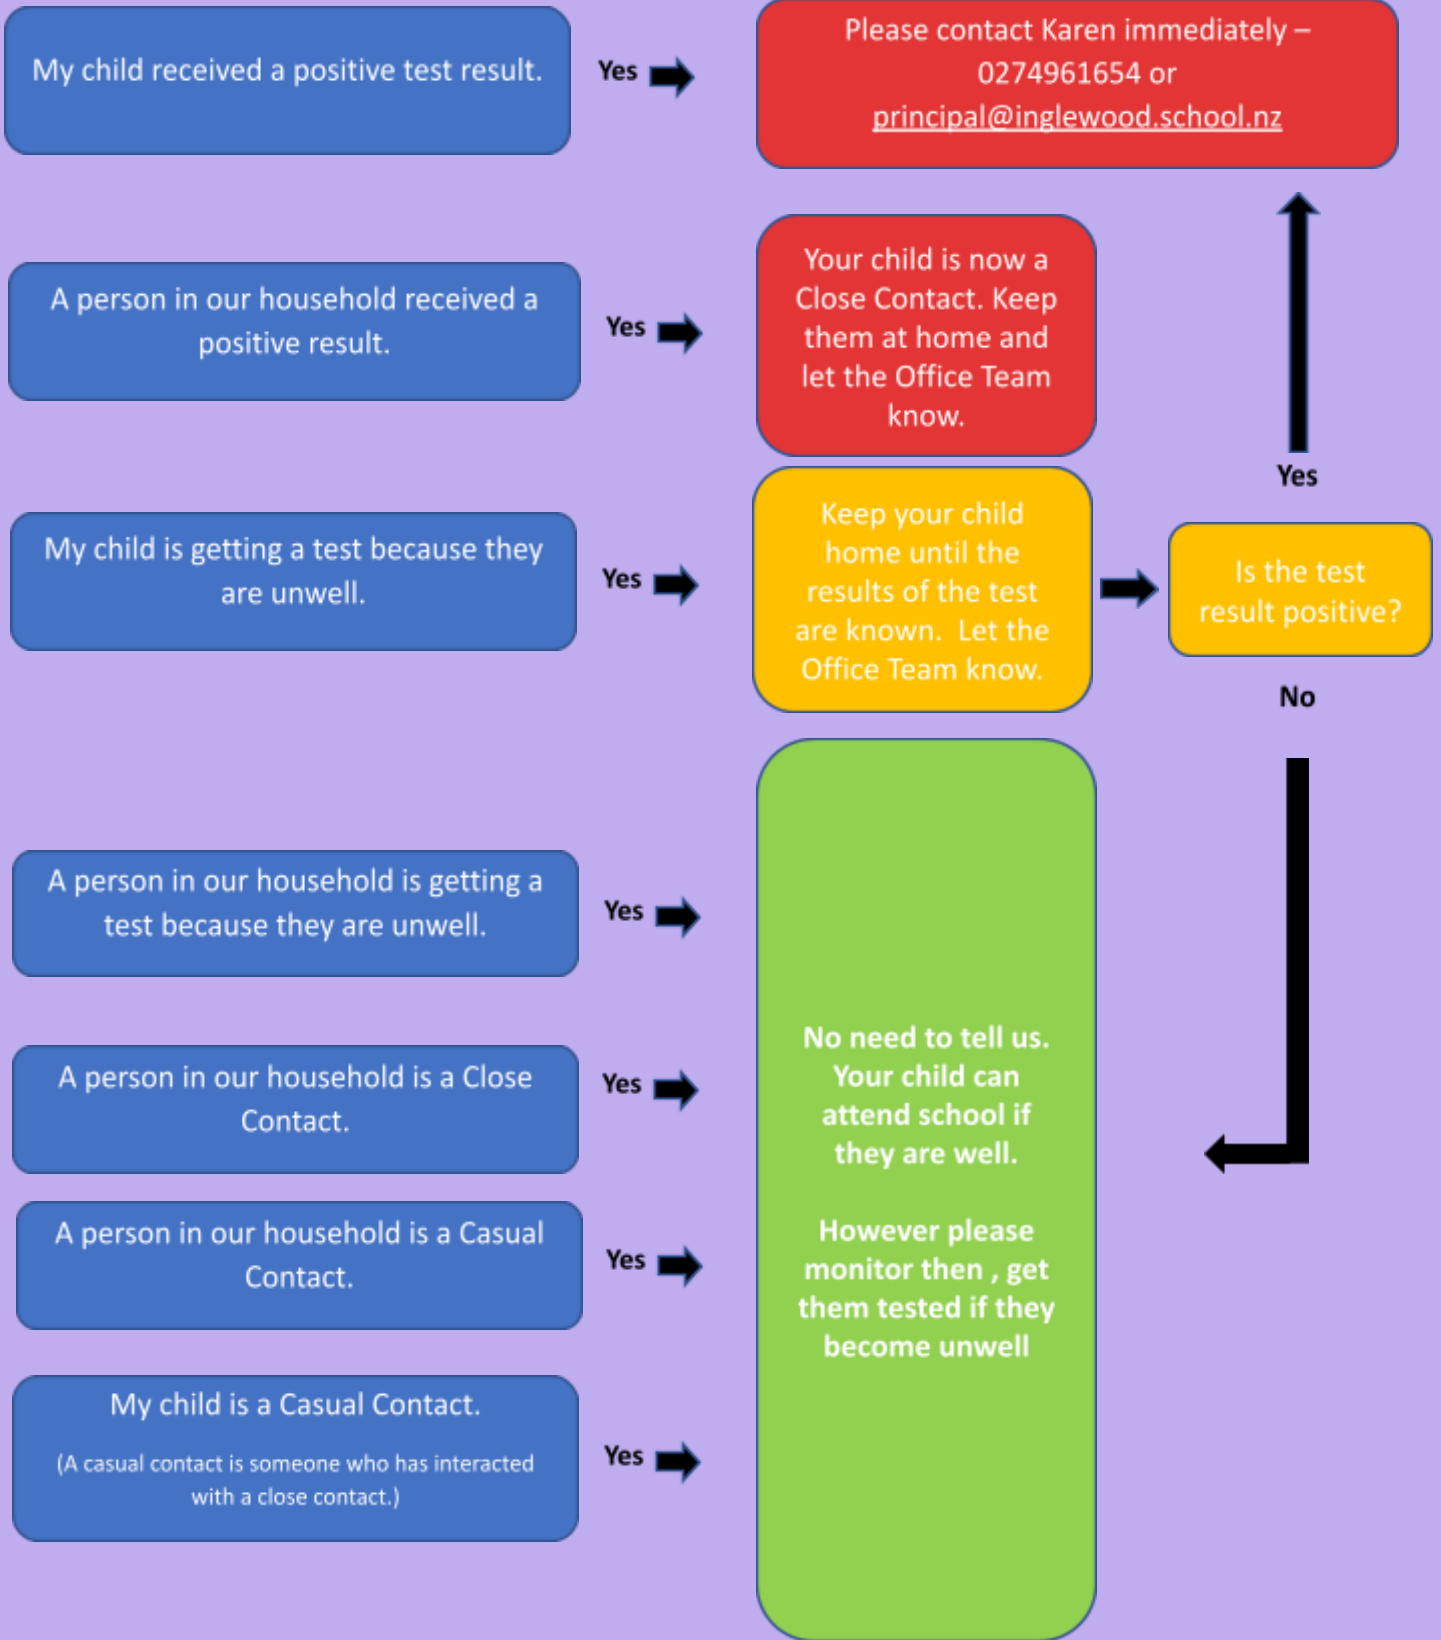 My child received a positive test result.
Yes
Please contact Karen immediately –
0274961654 or
principal@inglewood.school.nz
A person in our household received a
positive result.
Yes
Your child is now a
Close Contact. Keep
them at home and
let the Office Team
know.
My child is getting a test because they
are unwell.
Yes
Keep your child
home until the
results of the test
are known.  Let the
Office Team know.
Is the test
result positive?
Yes
No
A person in our household is getting a
test because they are unwell.
Yes
A person in our household is a Close
Contact.
Yes
A person in our household is a Casual
Contact.
Yes
My child is a Casual Contact.
(A casual contact is someone who has interacted
with a close contact.)
Yes
No need to tell us.
Your child can
attend school if
they are well.
However please
monitor then , get
them tested if they
become unwell